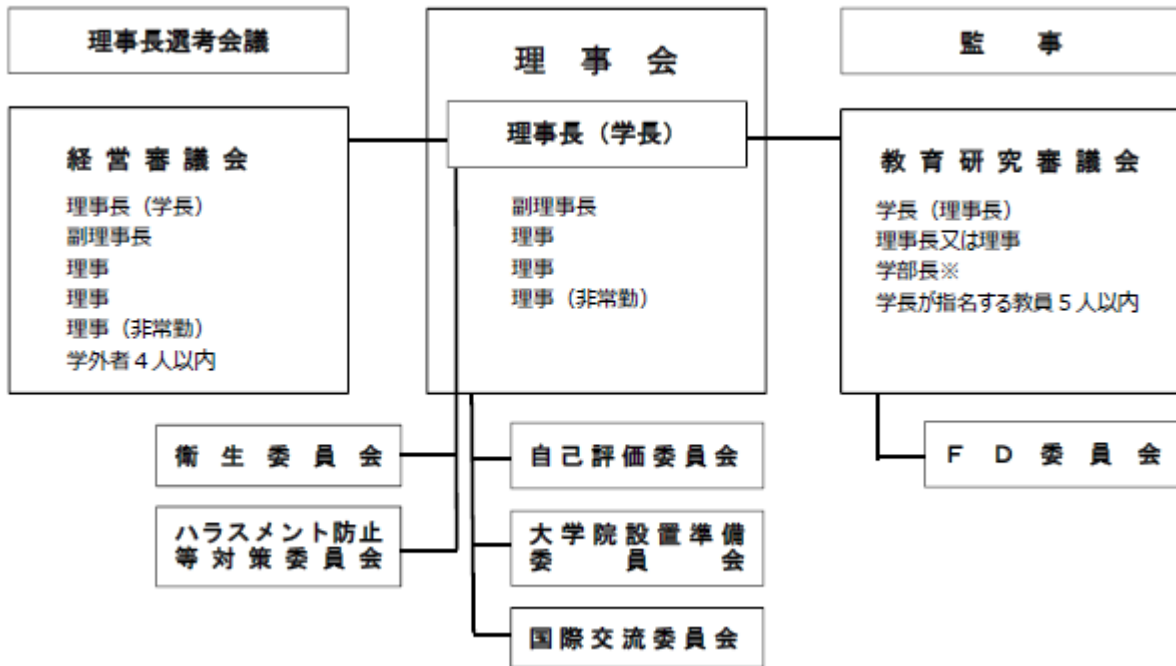 理事長選考会議
理事会
監事
理事長（学長）
経営審議会
理事長（学長）
副理事長
理事
理事
理事（非常勤）
学外者４人以内
副理事長
理事
理事
理事（非常勤）
教育研究審議会
学長（理事長）
理事長又は理事
学部長※
学長が指名する教員５人以内
衛生委員会
自己評価委員会
ＦＤ委員会
ハラスメント防止
等対策委員会
大学院設置準備
委員会
国際交流委員会